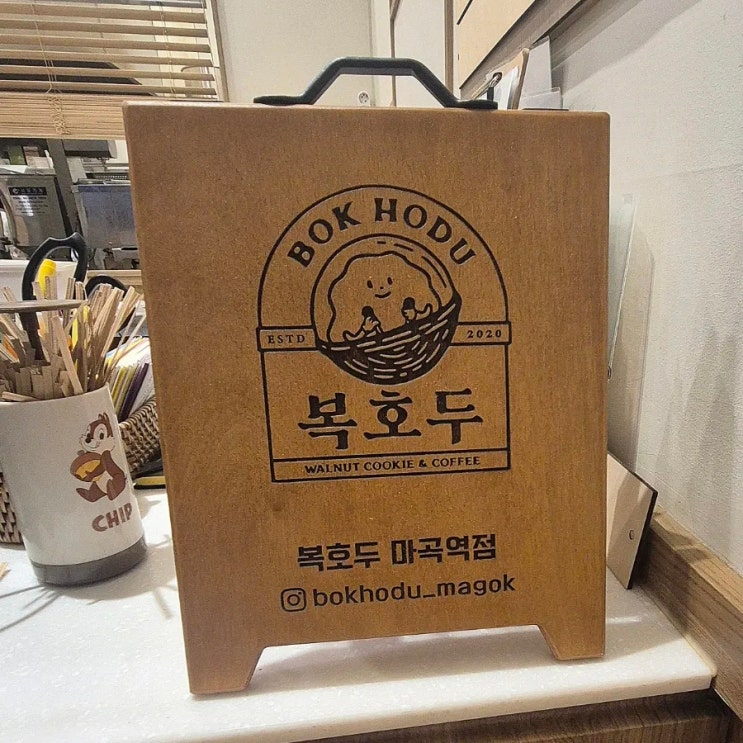 BOK HODU
ESTD 2020
복호두
WALNUT COOKIE & COFFEE
복호두 마곡역점
bokhodu_magok
CHIP